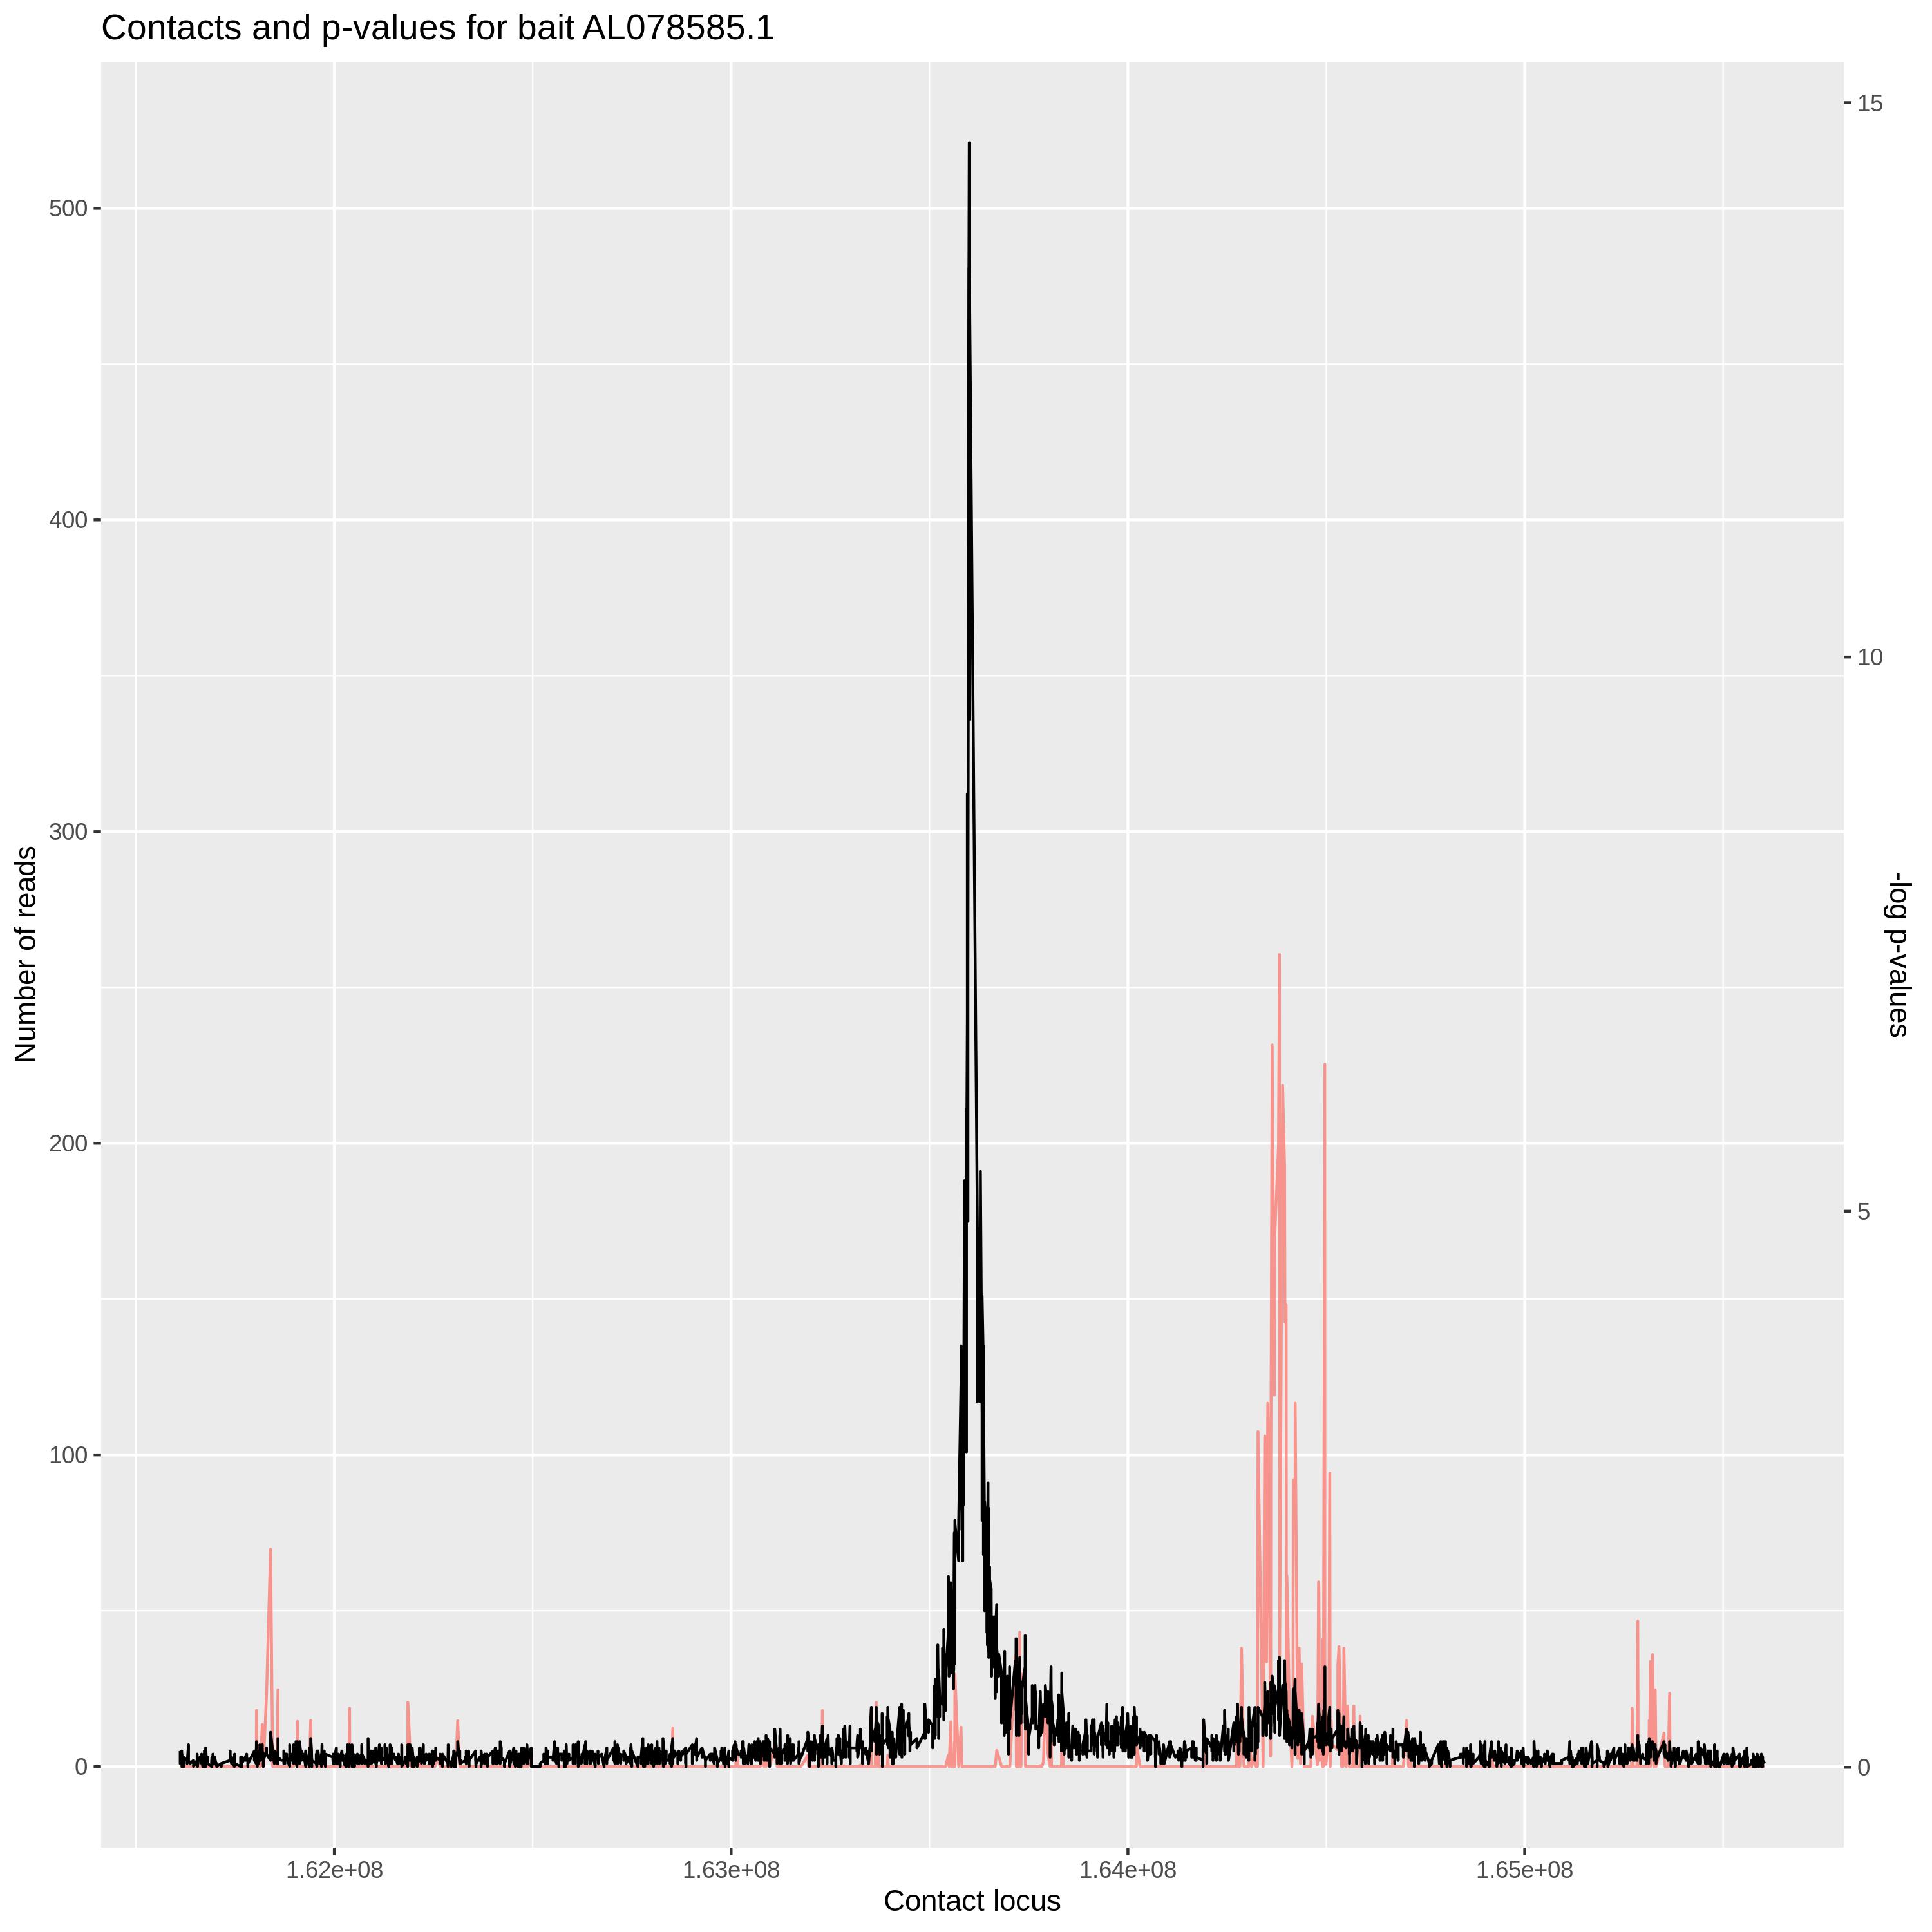 Contacts and p-values for bait AL078585.1
500
400
300
200
100
0
Number of reads
15
10
5
0
-log p-values
1.62e+08
1.63e+08
1.64e+08
1.65e+08
Contact locus